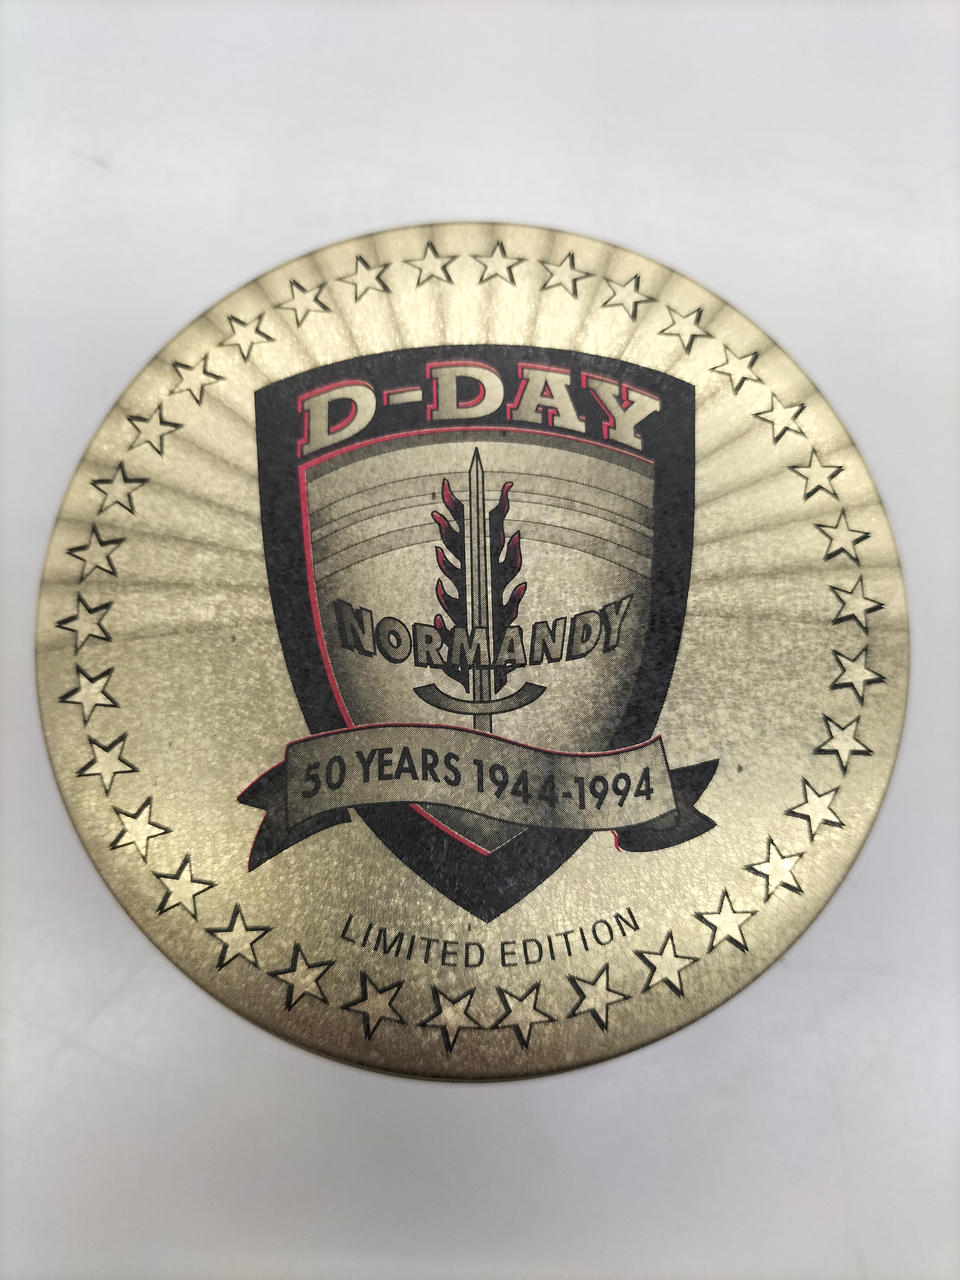 D-DAY
NORMANDY
50 YEARS 1944-1994
LIMITED EDITION